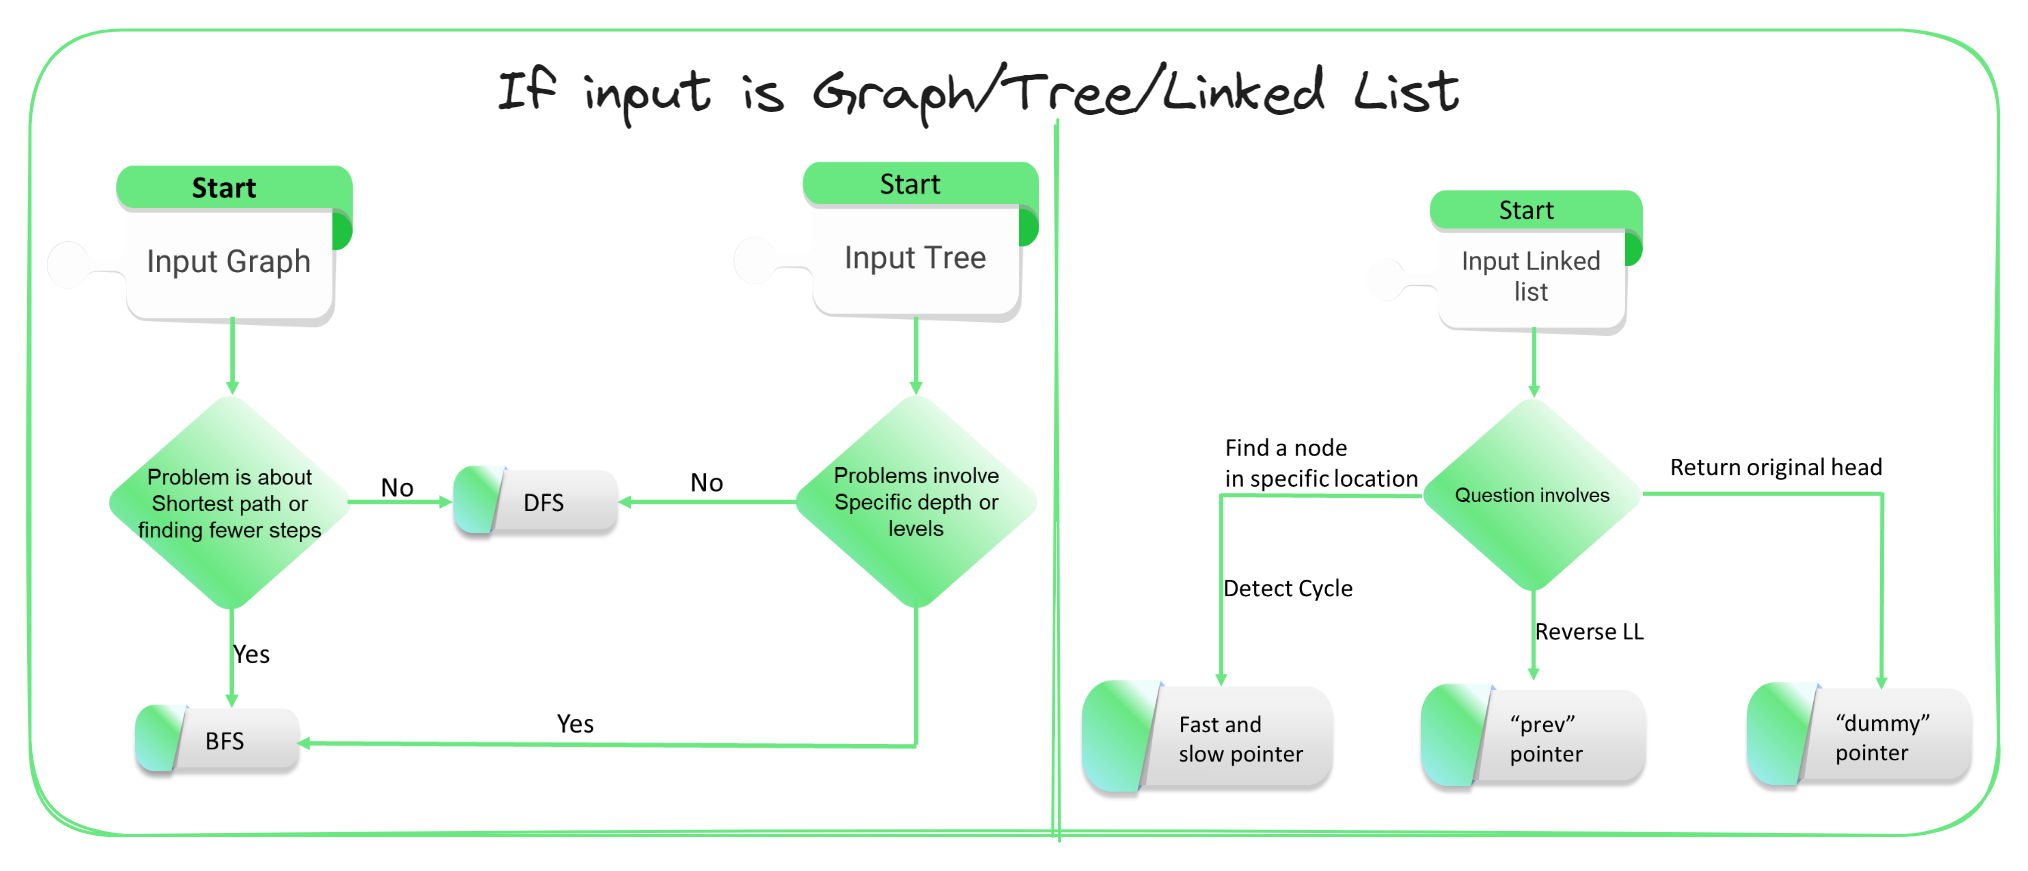 If input is Graph/Tree/Linked List
Start
Input Graph
Problem is about
Shortest path or
finding fewer steps
No
Yes
DFS
BFS
Start
Input Tree
Problems involve
Specific depth or
levels
No
Yes
Start
Input Linked
list
Question involves
Find a node
in specific location
Detect Cycle
Reverse LL
Return original head
Fast and
slow pointer
“prev”
pointer
“dummy”
pointer